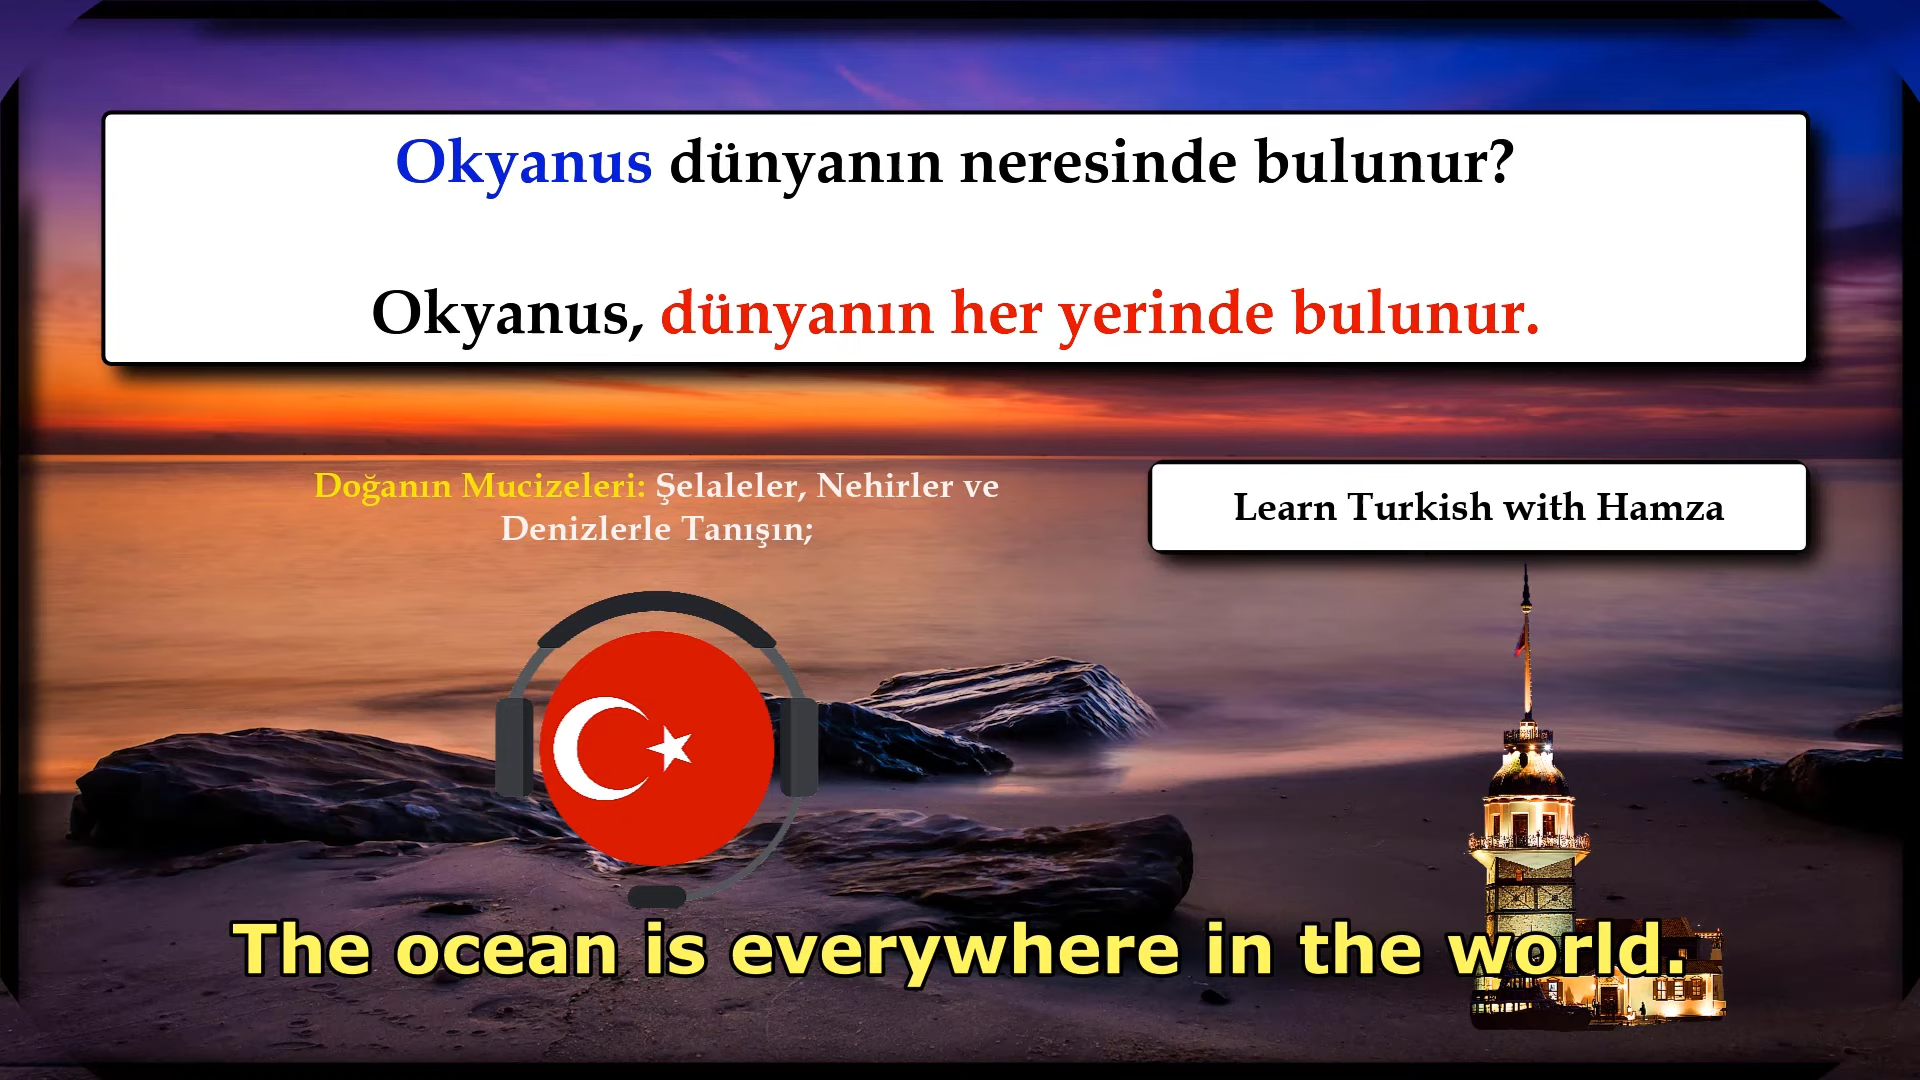 Okyanus dünyanın neresinde bulunur?
Okyanus, dünyanın her yerinde bulunur.
Doğanın Mucizeleri: Şelaleler, Nehirler ve
Denizlerle Tanışın;
Learn Turkish with Hamza
The ocean is everywhere in the world.